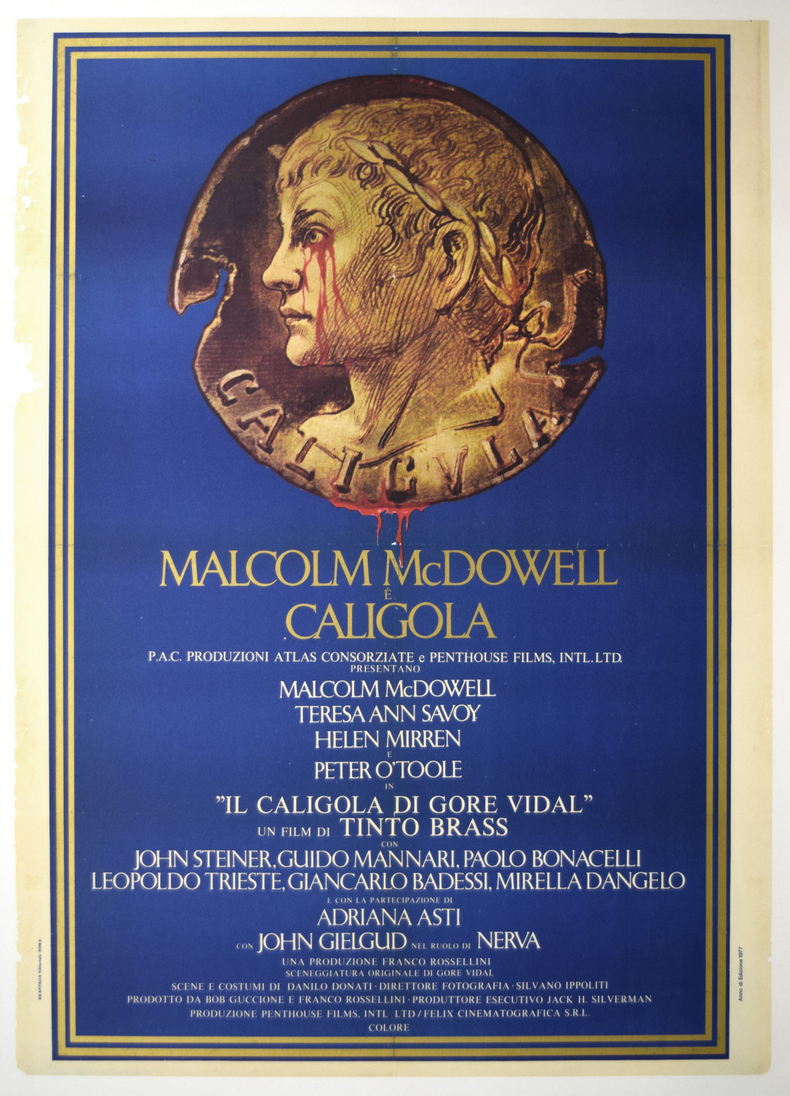 CALIGVLA
MALCOLM McDOWELL
È
CALIGOLA
P.A.C. PRODUZIONI ATLAS CONSORZIATE e PENTHOUSE FILMS, INTL. LTD.
PRESENTANO
MALCOLM McDOWELL
TERESA ANN SAVOY
HELEN MIRREN
E
PETER O'TOOLE
IN
"IL CALIGOLA DI GORE VIDAL"
UN FILM DI TINTO BRASS
CON
JOHN STEINER, GUIDO MANNARI, PAOLO BONACELLI
LEOPOLDO TRIESTE, GIANCARLO BADESSI, MIRELLA DANGELO
E CON LA PARTECIPAZIONE DI
ADRIANA ASTI
CON JOHN GIELGUD NEL RUOLO DI NERVA
UNA PRODUZIONE FRANCO ROSSELLINI
SCENEGGIATURA ORIGINALE DI GORE VIDAL
SCENE E COSTUMI DI DANILO DONATI · DIRETTORE FOTOGRAFIA · SILVANO IPPOLITI
PRODOTTO DA BOB GUCCIONE E FRANCO ROSSELLINI · PRODUTTORE ESECUTIVO JACK H. SILVERMAN
PRODUZIONE PENTHOUSE FILMS, INTL LTD / FELIX CINEMATOGRAFICA S.R.L.
COLORE
Anno di Edizione 1977